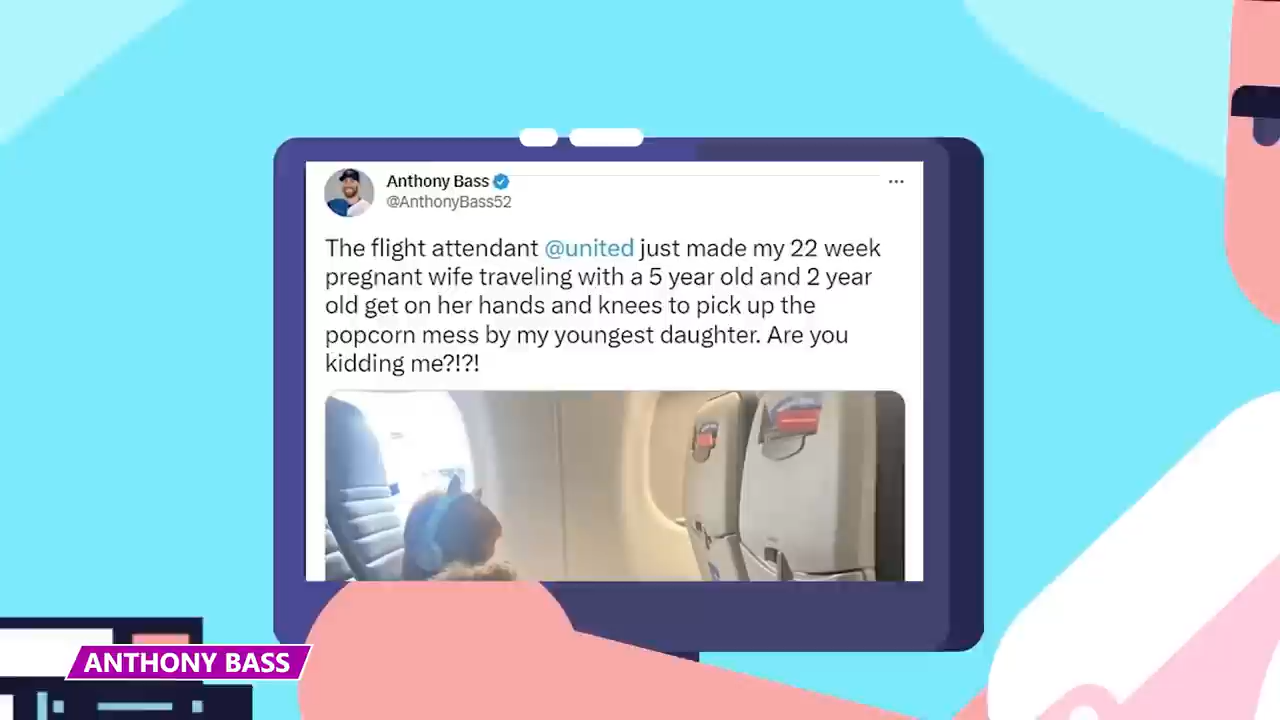 Anthony Bass
@AnthonyBass52
The flight attendant @united just made my 22 week
pregnant wife traveling with a 5 year old and 2 year
old get on her hands and knees to pick up the
popcorn mess by my youngest daughter. Are you
kidding me?!?!
ANTHONY BASS